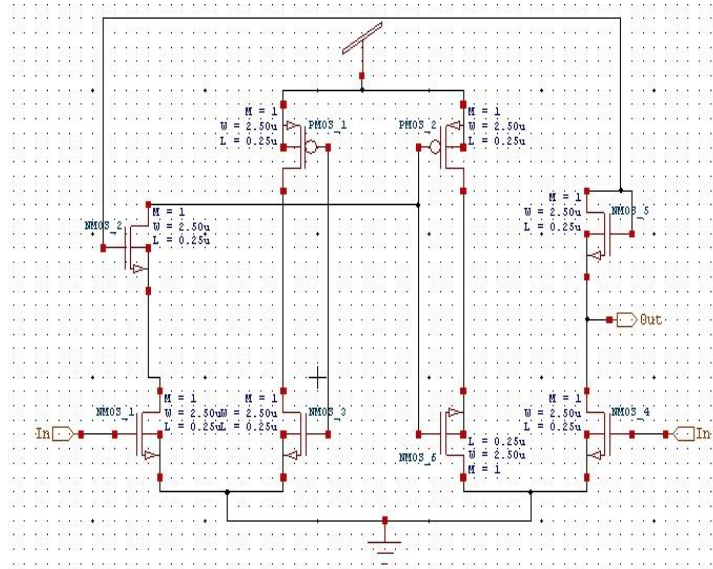 M = 1
W = 2.50u
L = 0.25u
PMOS_1
PMOS_2
M = 1
W = 2.50u
L = 0.25u
NMOS_2
M = 1
W = 2.50u
L = 0.25u
M = 1
W = 2.50u
L = 0.25u
NMOS_5
Out
In
NMOS_1
M = 1
W = 2.50u
L = 0.25u
M = 1
W = 2.50u
L = 0.25u
NMOS_3
NMOS_6
L = 0.25u
W = 2.50u
M = 1
M = 1
W = 2.50u
L = 0.25u
NMOS_4
In